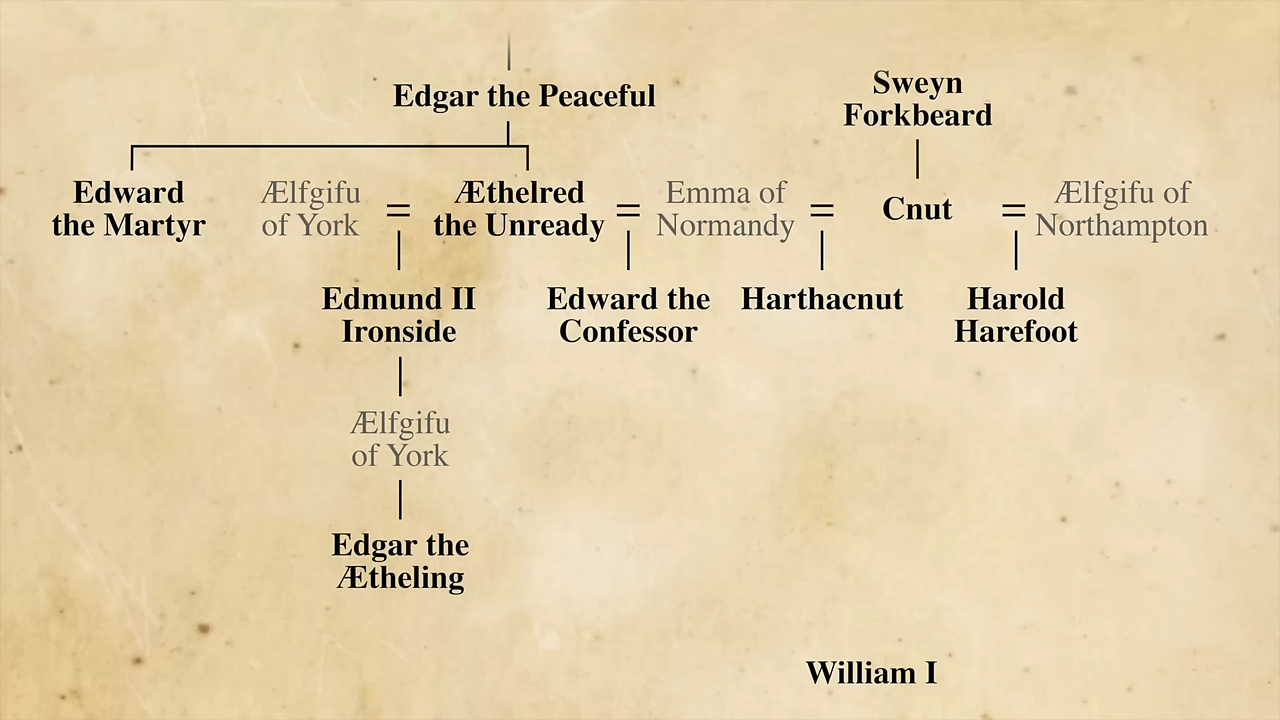 Edgar the Peaceful
Sweyn
Forkbeard
Edward
the Martyr
Ælfgifu
of York
=
Æthelred
the Unready
=
Emma of
Normandy
=
Cnut
=
Ælfgifu of
Northampton
Edmund II
Ironside
Edward the
Confessor
Harthacnut
Harold
Harefoot
Ælfgifu
of York
Edgar the
Ætheling
William I